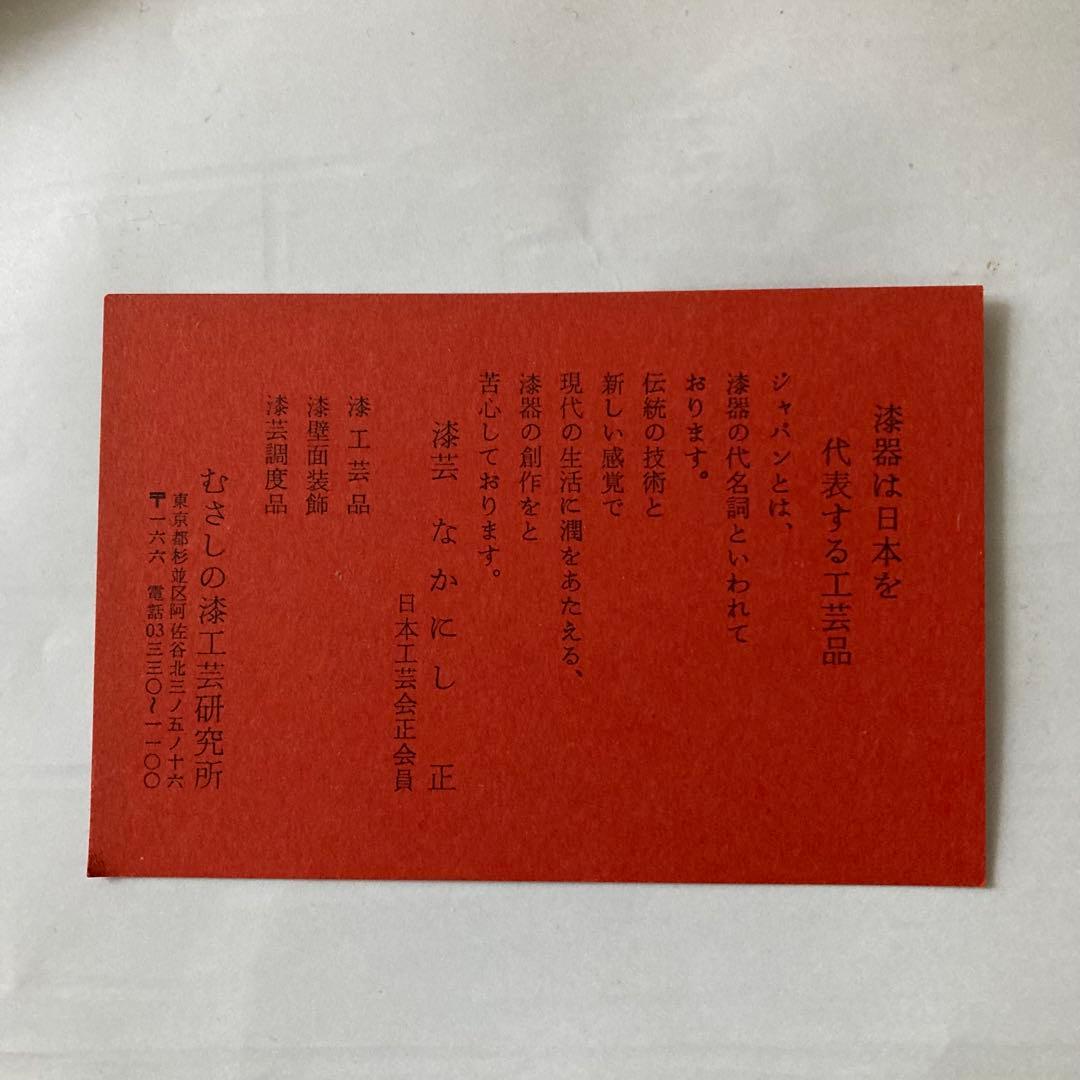 漆器は日本を
代表する工芸品
ジャパンとは、
漆器の代名詞といわれて
おります。
伝統の技術と
新しい感覚で
現代の生活に潤をあたえる、
漆器の創作をと
苦心しております。
漆芸 なかにし 正
日本工芸会正会員
漆工芸品
漆壁面装飾
漆芸調度品
むさしの漆工芸研究所
東京都杉並区阿佐谷北三ノ五ノ十六
〒一六六 電話03三三〇〜一一〇〇